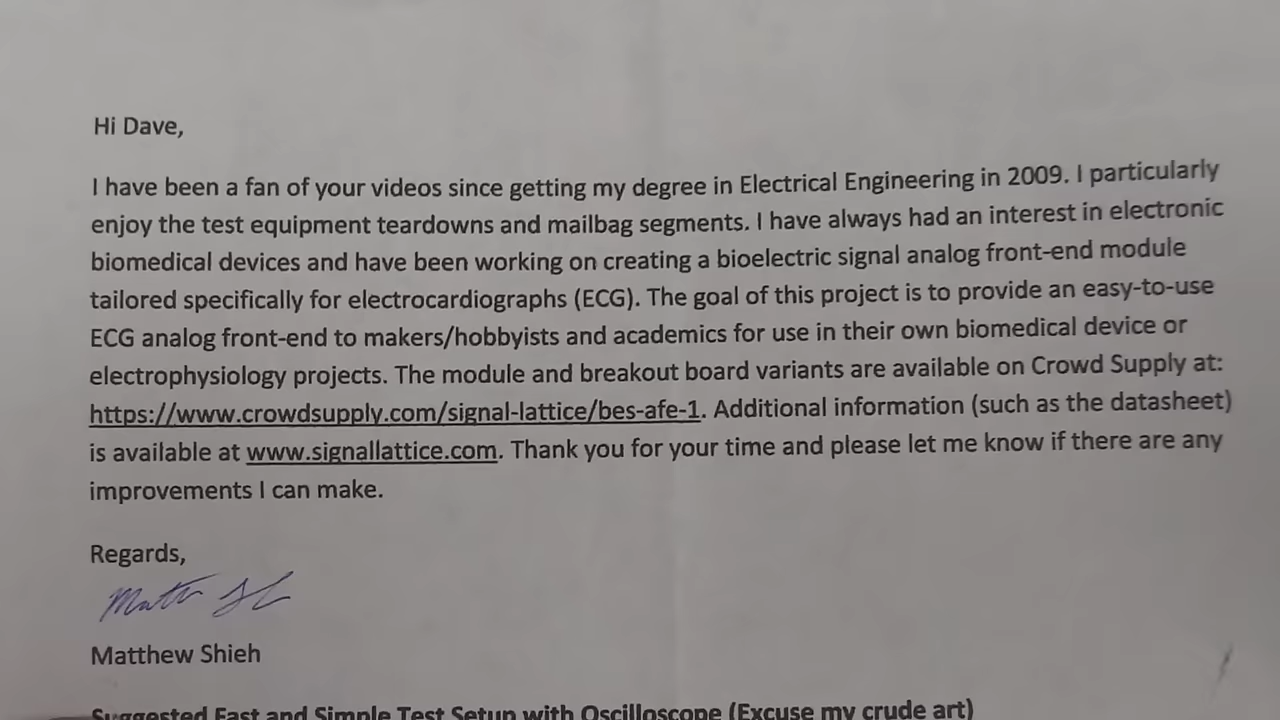 Hi Dave,
I have been a fan of your videos since getting my degree in Electrical Engineering in 2009. I particularly
enjoy the test equipment teardowns and mailbag segments. I have always had an interest in electronic
biomedical devices and have been working on creating a bioelectric signal analog front-end module
tailored specifically for electrocardiographs (ECG). The goal of this project is to provide an easy-to-use
ECG analog front-end to makers/hobbyists and academics for use in their own biomedical device or
electrophysiology projects. The module and breakout board variants are available on Crowd Supply at:
https://www.crowdsupply.com/signal-lattice/bes-afe-1. Additional information (such as the datasheet)
is available at www.signallattice.com. Thank you for your time and please let me know if there are any
improvements I can make.
Regards,
Matthew Shieh
Suggested Fast and Simple Test Setup with Oscilloscope (Excuse my crude art)